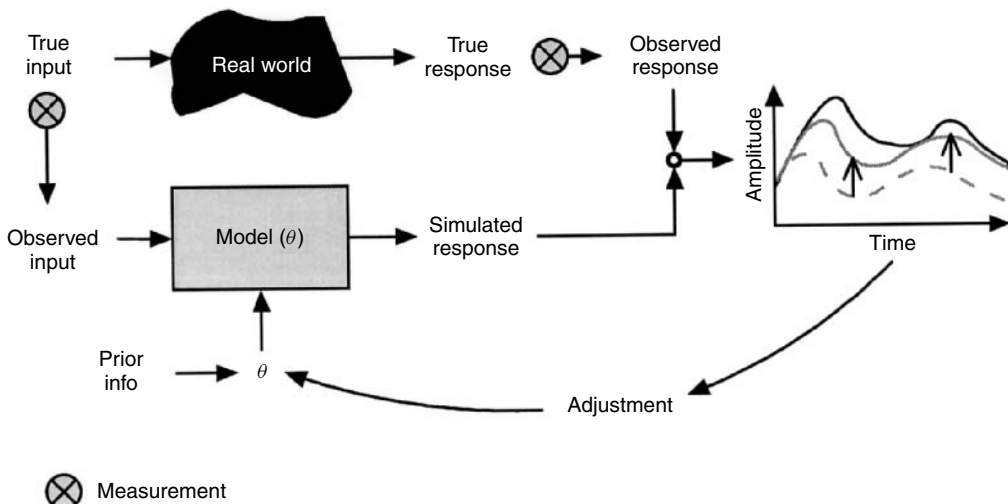 True
input
Real world
True
response
Observed
response
Observed
input
Model (θ)
Simulated
response
Amplitude
Time
Prior
info
θ
Adjustment
Measurement